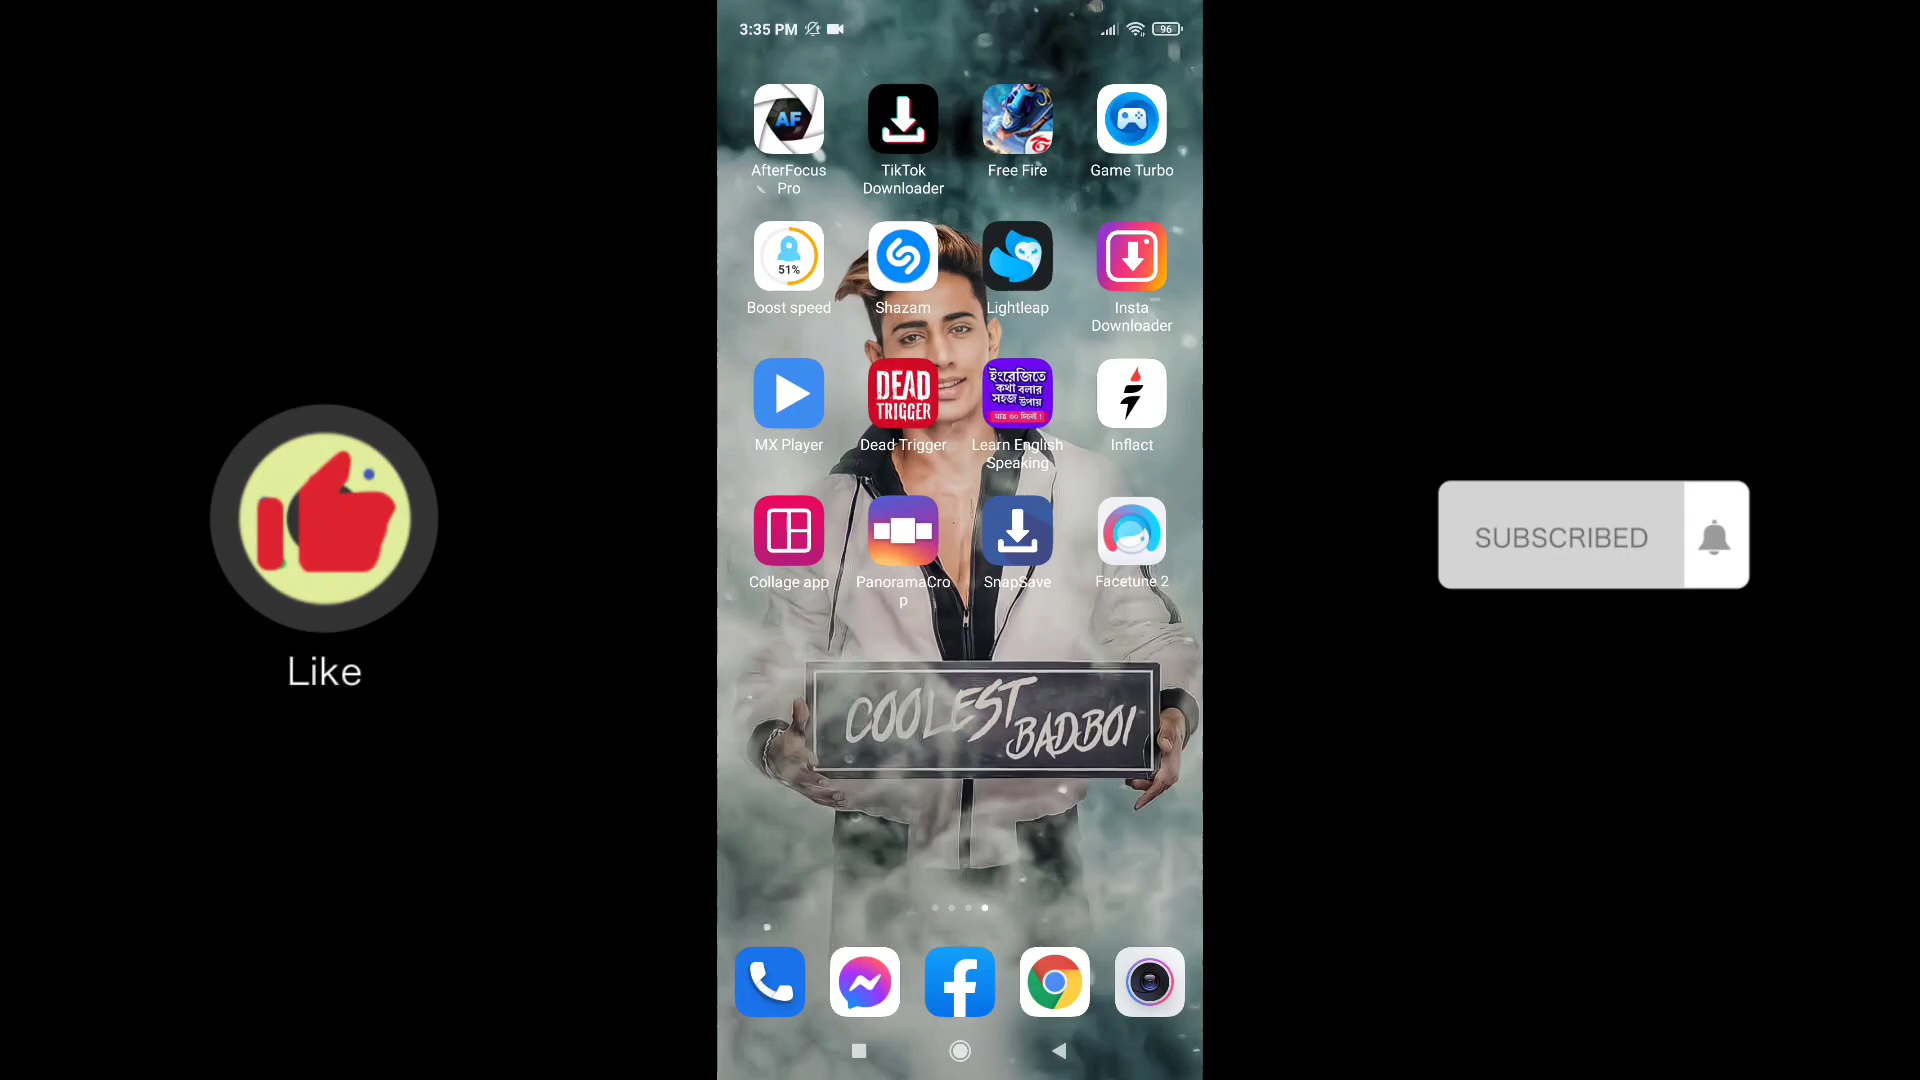 3:35 PM
96
AF
AfterFocus
Pro
TikTok
Downloader
Free Fire
Game Turbo
51%
Boost speed
Shazam
Lightleap
Insta
Downloader
MX Player
DEAD
TRIGGER
Dead Trigger
ইংরেজিতে
কথা বলার
সহজ উপায়
মাত্র ৩০ দিনেই !
Learn English
Speaking
Inflact
Collage app
PanoramaCro
p
SnapSave
Facetune 2
COOLEST
BADBOI
Like
SUBSCRIBED